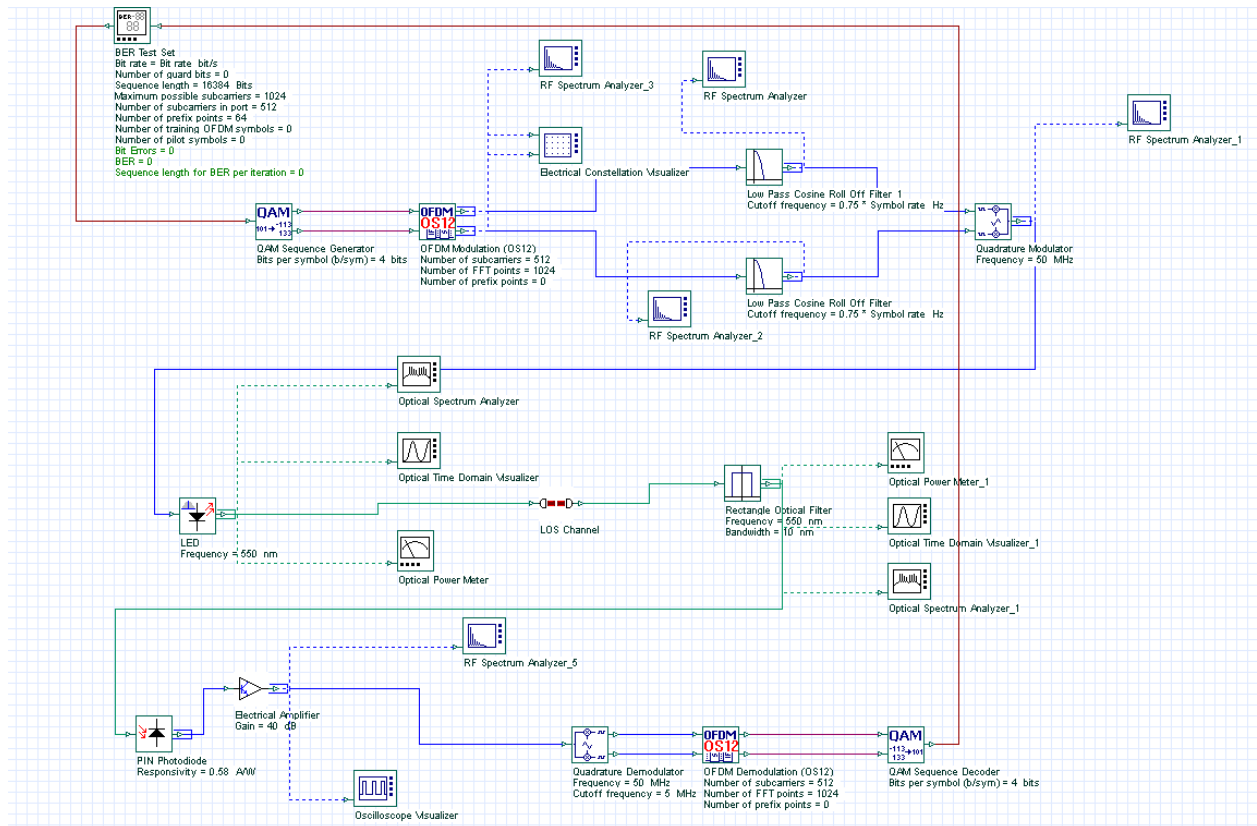 BER-88
88
BER Test Set
Bit rate = Bit rate bit/s
Number of guard bits = 0
Sequence length = 16384 Bits
Maximum possible subcarriers = 1024
Number of subcarriers in port = 512
Number of prefix points = 64
Number of training OFDM symbols = 0
Number of pilot symbols = 0
Bit Errors = 0
BER = 0
Sequence length for BER per iteration = 0
RF Spectrum Analyzer_3
RF Spectrum Analyzer
RF Spectrum Analyzer_1
Electrical Constellation Visualizer
Low Pass Cosine Roll Off Filter 1
Cutoff frequency = 0.75 * Symbol rate Hz
QAM
101→-113
133
QAM Sequence Generator
Bits per symbol (b/sym) = 4 bits
OFDM
OS12
OFDM Modulation (OS12)
Number of subcarriers = 512
Number of FFT points = 1024
Number of prefix points = 0
Quadrature Modulator
Frequency = 50 MHz
Low Pass Cosine Roll Off Filter
Cutoff frequency = 0.75 * Symbol rate Hz
RF Spectrum Analyzer_2
Optical Spectrum Analyzer
Optical Time Domain Visualizer
Optical Power Meter_1
LED
Frequency = 550 nm
LOS Channel
Rectangle Optical Filter
Frequency = 550 nm
Bandwidth = 10 nm
Optical Time Domain Visualizer_1
Optical Power Meter
Optical Spectrum Analyzer_1
RF Spectrum Analyzer_5
Electrical Amplifier
Gain = 40 dB
PIN Photodiode
Responsivity = 0.58 A/W
Quadrature Demodulator
Frequency = 50 MHz
Cutoff frequency = 5 MHz
OFDM
OS12
OFDM Demodulation (OS12)
Number of subcarriers = 512
Number of FFT points = 1024
Number of prefix points = 0
QAM
-113→101
133
QAM Sequence Decoder
Bits per symbol (b/sym) = 4 bits
Oscilloscope Visualizer